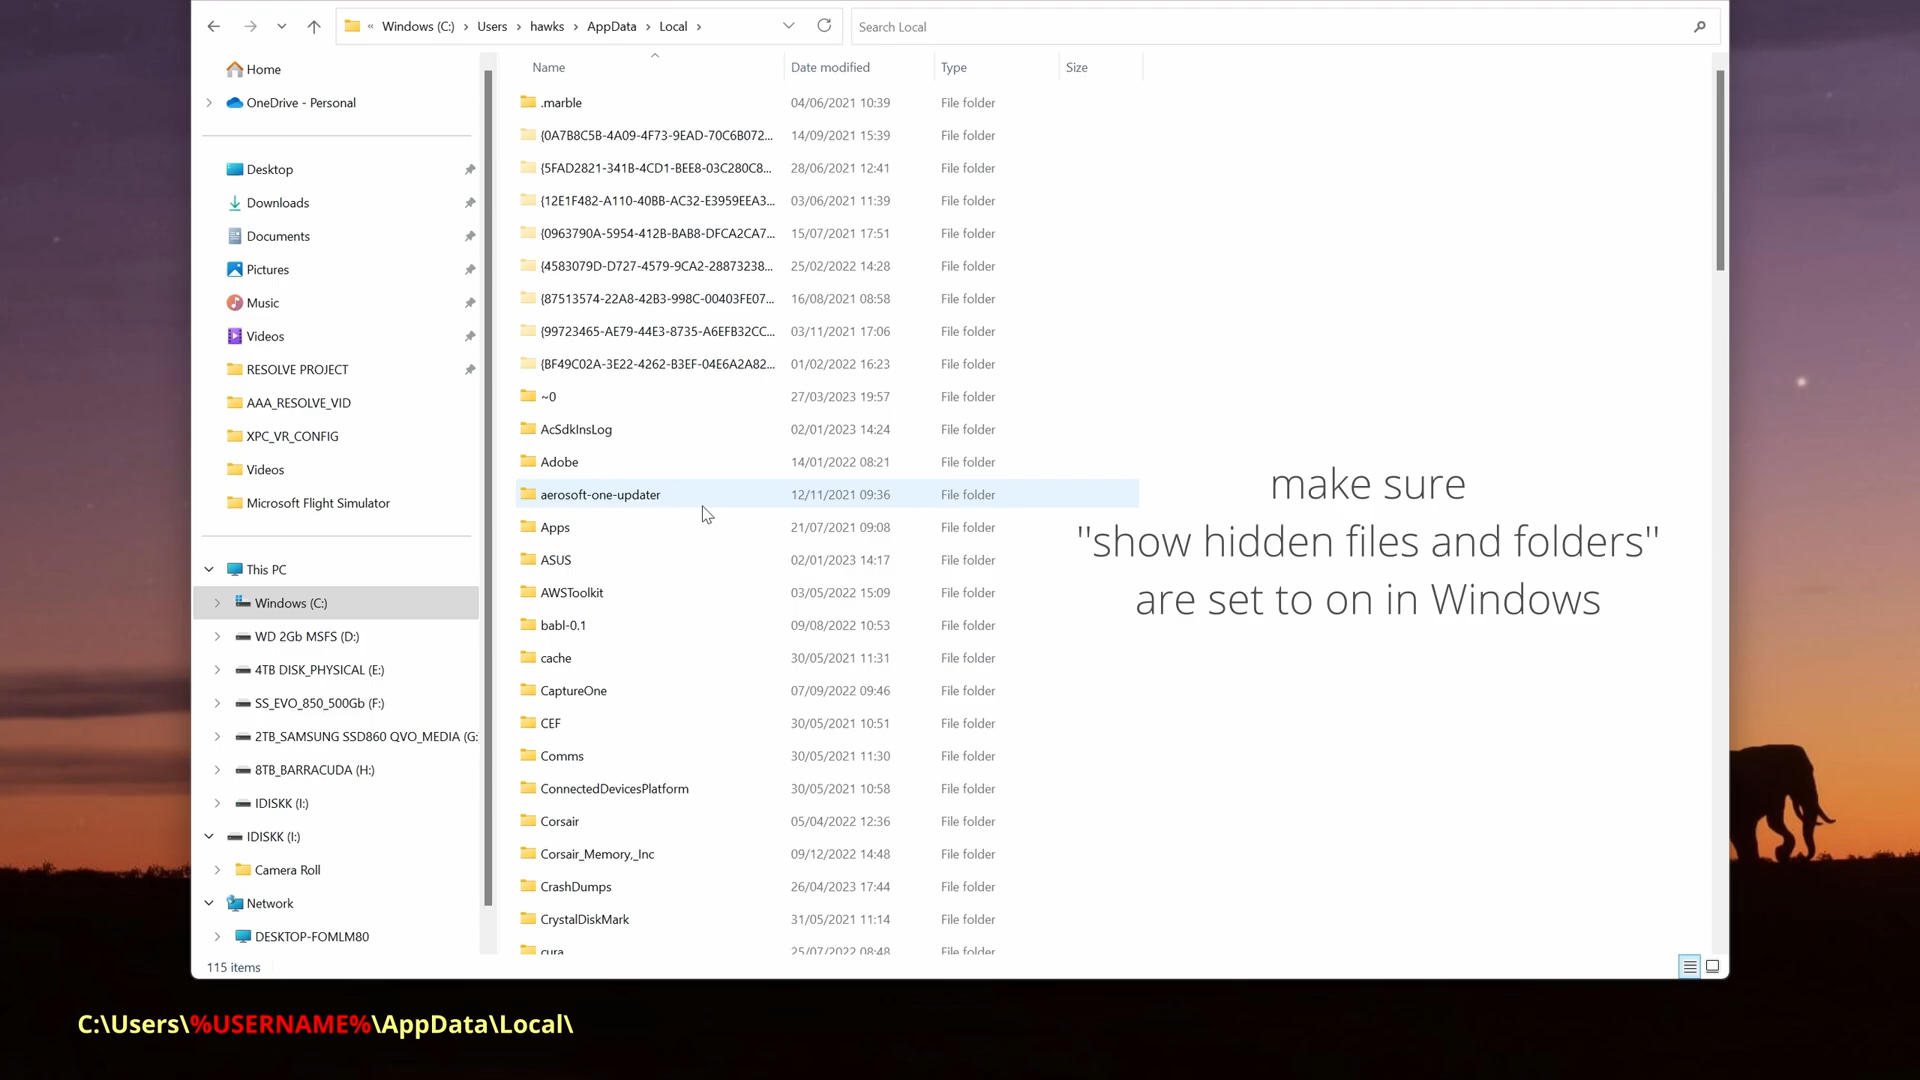 « Windows (C:) › Users › hawks › AppData › Local ›
Search Local
Home
OneDrive - Personal
Desktop
Downloads
Documents
Pictures
Music
Videos
RESOLVE PROJECT
AAA_RESOLVE_VID
XPC_VR_CONFIG
Videos
Microsoft Flight Simulator
This PC
Windows (C:)
WD 2Gb MSFS (D:)
4TB DISK_PHYSICAL (E:)
SS_EVO_850_500Gb (F:)
2TB_SAMSUNG SSD860 QVO_MEDIA (G:
8TB_BARRACUDA (H:)
IDISKK (I:)
IDISKK (I:)
Camera Roll
Network
DESKTOP-FOMLM80
Name Date modified Type Size
.marble 04/06/2021 10:39 File folder
{0A7B8C5B-4A09-4F73-9EAD-70C6B072... 14/09/2021 15:39 File folder
{5FAD2821-341B-4CD1-BEE8-03C280C8... 28/06/2021 12:41 File folder
{12E1F482-A110-40BB-AC32-E3959EEA3... 03/06/2021 11:39 File folder
{0963790A-5954-412B-BAB8-DFCA2CA7... 15/07/2021 17:51 File folder
{4583079D-D727-4579-9CA2-28873238... 25/02/2022 14:28 File folder
{87513574-22A8-42B3-998C-00403FE07... 16/08/2021 08:58 File folder
{99723465-AE79-44E3-8735-A6EFB32CC... 03/11/2021 17:06 File folder
{BF49C02A-3E22-4262-B3EF-04E6A2A82... 01/02/2022 16:23 File folder
~0 27/03/2023 19:57 File folder
AcSdkInsLog 02/01/2023 14:24 File folder
Adobe 14/01/2022 08:21 File folder
aerosoft-one-updater 12/11/2021 09:36 File folder
Apps 21/07/2021 09:08 File folder
ASUS 02/01/2023 14:17 File folder
AWSToolkit 03/05/2022 15:09 File folder
babl-0.1 09/08/2022 10:53 File folder
cache 30/05/2021 11:31 File folder
CaptureOne 07/09/2022 09:46 File folder
CEF 30/05/2021 10:51 File folder
Comms 30/05/2021 11:30 File folder
ConnectedDevicesPlatform 30/05/2021 10:58 File folder
Corsair 05/04/2022 12:36 File folder
Corsair_Memory,_Inc 09/12/2022 14:48 File folder
CrashDumps 26/04/2023 17:44 File folder
CrystalDiskMark 31/05/2021 11:14 File folder
cura 25/07/2022 08:48 File folder
make sure
"show hidden files and folders"
are set to on in Windows
115 items
C:\Users\%USERNAME%\AppData\Local\